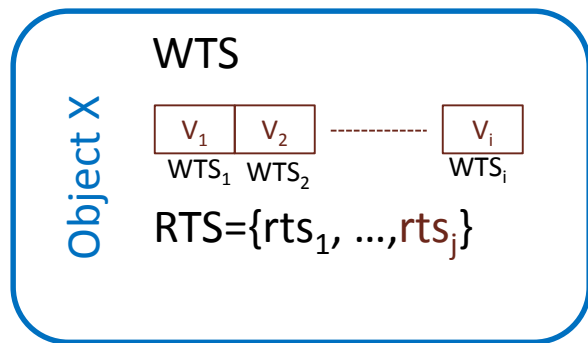 Object X
WTS
V₁ V₂ Vᵢ
WTS₁ WTS₂ WTSᵢ
RTS={rts₁, ...,rtsⱼ}